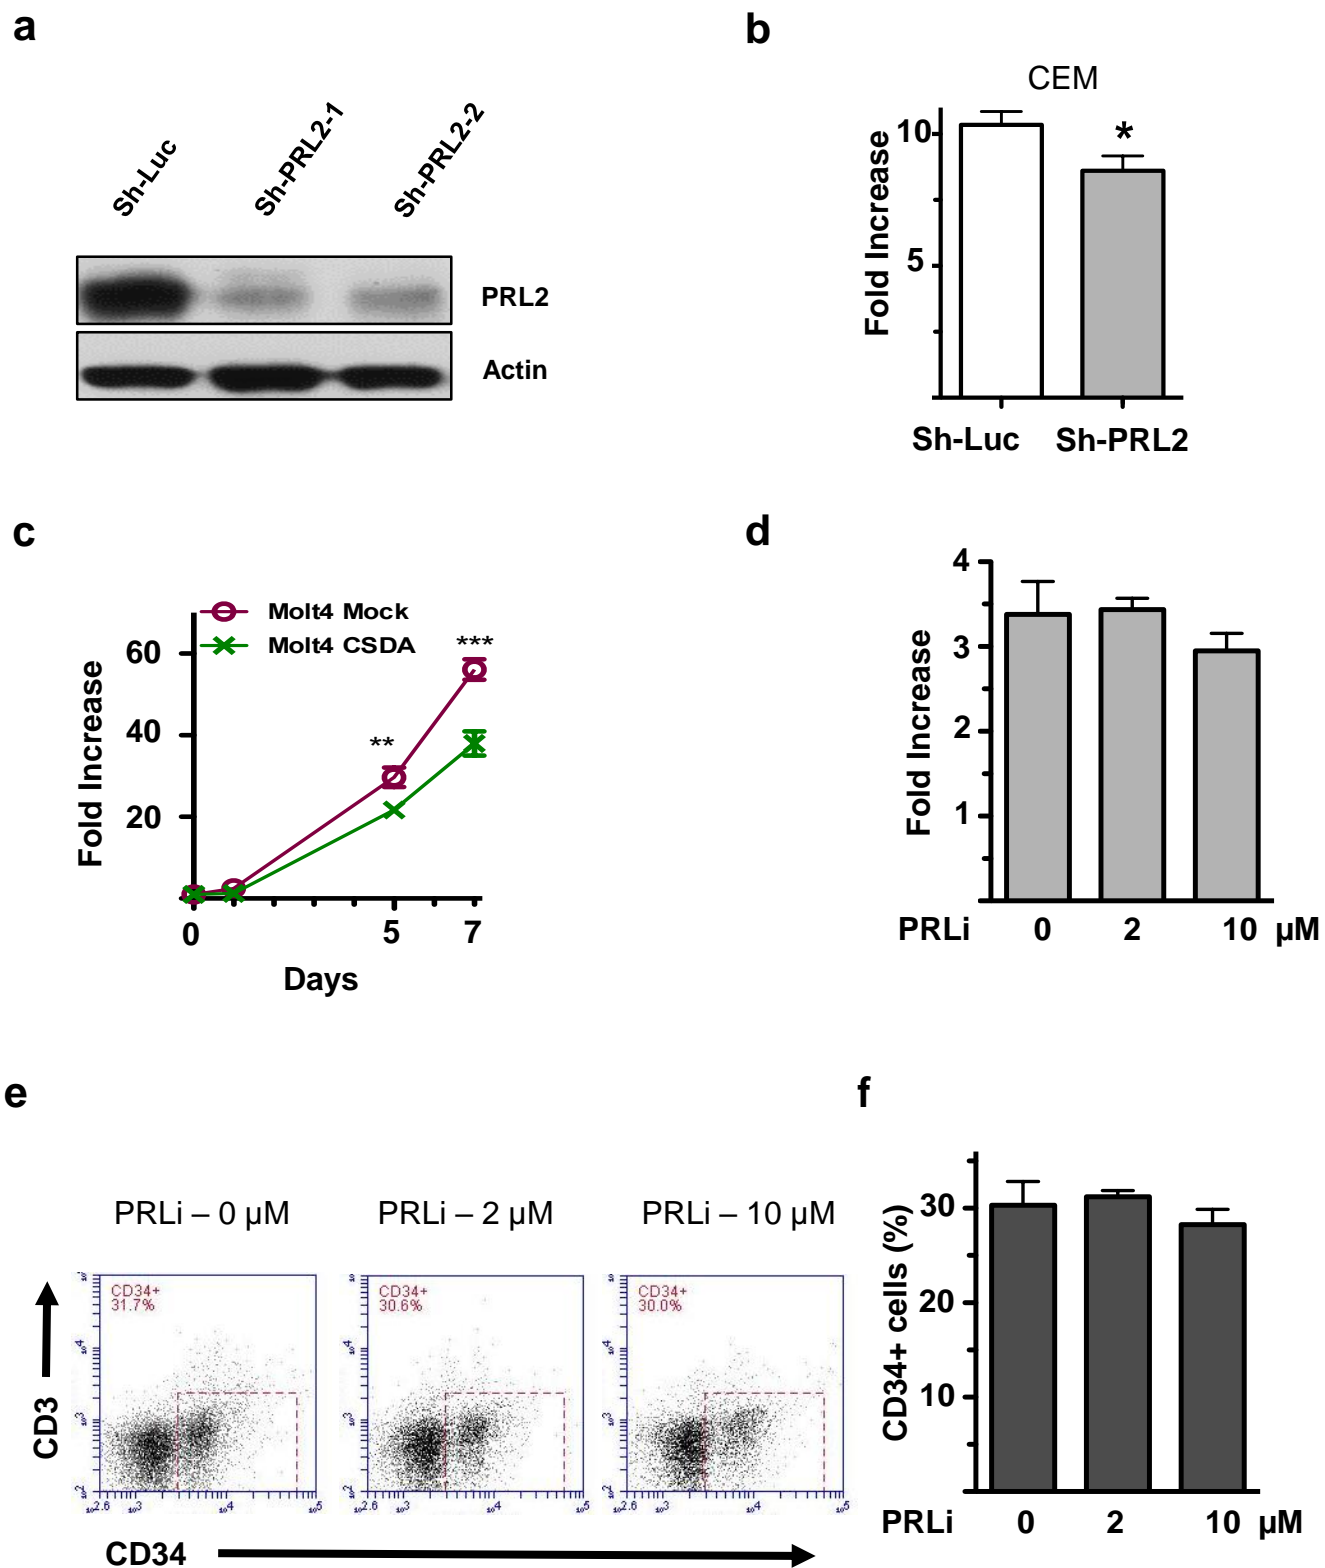 a
Sh-Luc
Sh-PRL2-1
Sh-PRL2-2
PRL2
Actin
b
CEM
Fold Increase
10
5
*
Sh-Luc Sh-PRL2
c
Molt4 Mock
Molt4 CSDA
Fold Increase
60
40
20
**
***
0 5 7
Days
d
Fold Increase
4
3
2
1
PRLi 0 2 10 µM
e
PRLi – 0 µM PRLi – 2 µM PRLi – 10 µM
CD34+
31.7%
CD34+
30.6%
CD34+
30.0%
CD3
CD34
f
CD34+ cells (%)
30
20
10
PRLi 0 2 10 µM